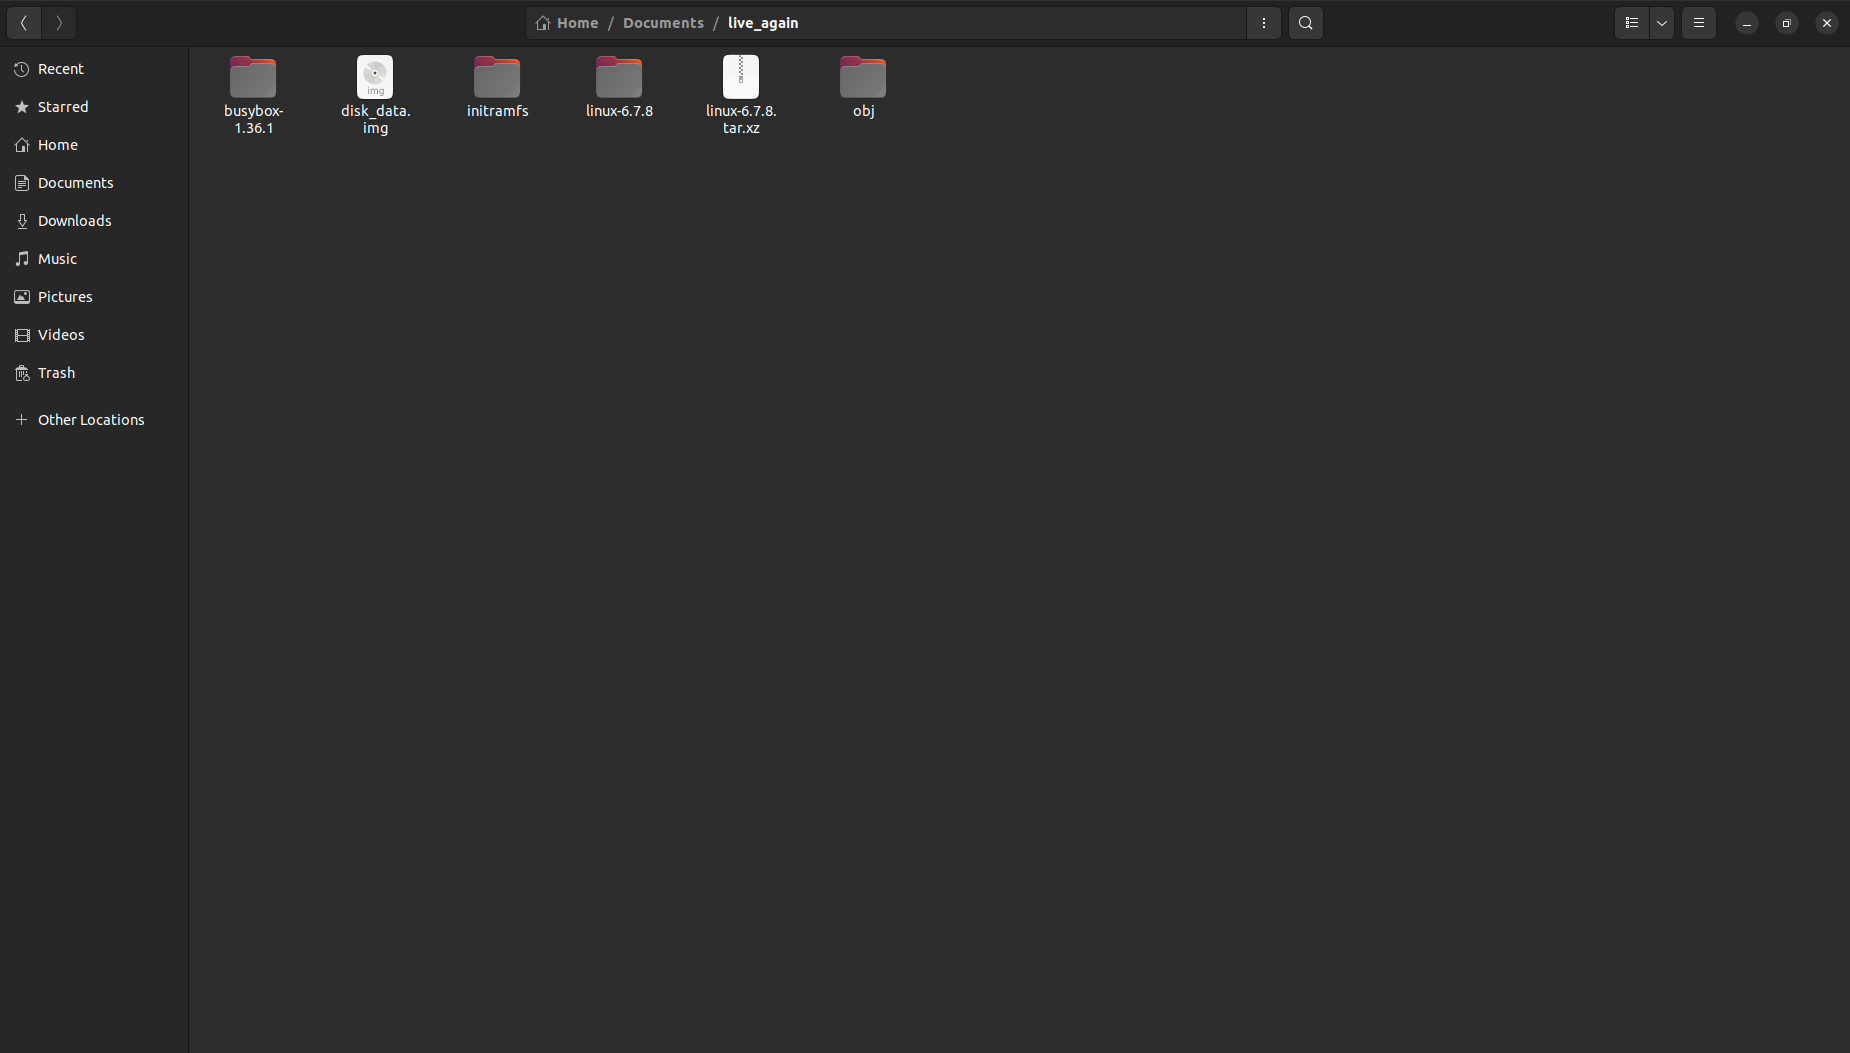 Home / Documents / live_again
Recent
Starred
Home
Documents
Downloads
Music
Pictures
Videos
Trash
Other Locations
busybox-
1.36.1
disk_data.
img
img
initramfs
linux-6.7.8
linux-6.7.8.
tar.xz
obj